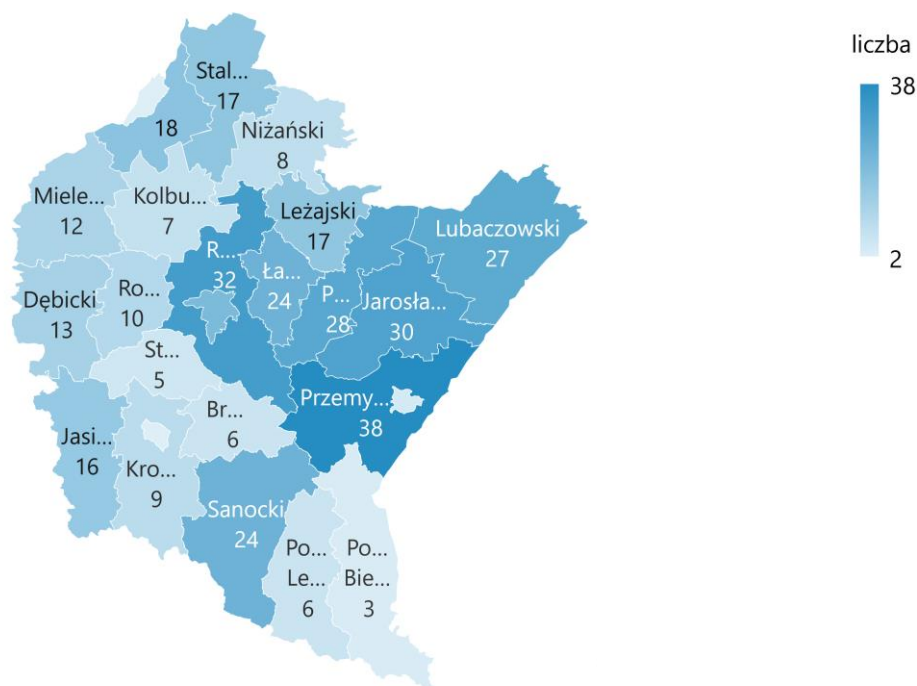 liczba
38
2
Stal...
17
18
Niżański
8
Miele...
12
Kolbu...
7
Leżajski
17
Lubaczowski
27
R...
32
Ła...
24
P...
28
Jarosła...
30
Dębicki
13
Ro...
10
St...
5
Przemy...
38
Br...
6
Jasi...
16
Kro...
9
Sanocki
24
Po...
Le...
6
Po...
Bie...
3